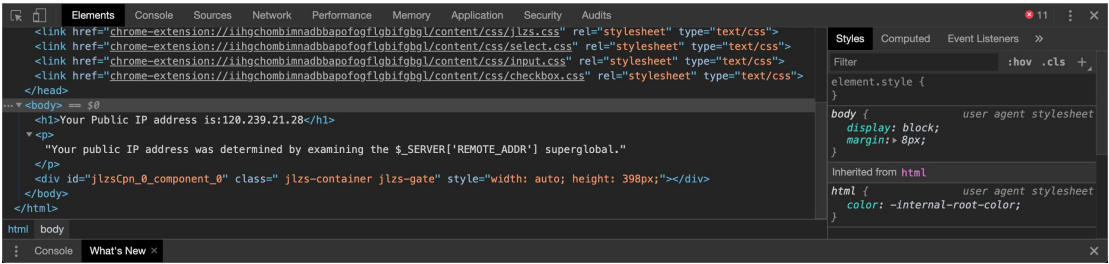 Elements Console Sources Network Performance Memory Application Security Audits 11
<link href="chrome-extension://iihgchombimnadbbapofogflgbifgbgl/content/css/jlzs.css" rel="stylesheet" type="text/css">
<link href="chrome-extension://iihgchombimnadbbapofogflgbifgbgl/content/css/select.css" rel="stylesheet" type="text/css">
<link href="chrome-extension://iihgchombimnadbbapofogflgbifgbgl/content/css/input.css" rel="stylesheet" type="text/css">
<link href="chrome-extension://iihgchombimnadbbapofogflgbifgbgl/content/css/checkbox.css" rel="stylesheet" type="text/css">
</head>
...▼<body> == $0
<h1>Your Public IP address is:120.239.21.28</h1>
▼<p>
"Your public IP address was determined by examining the $_SERVER['REMOTE_ADDR'] superglobal."
</p>
<div id="jlzsCpn_0_component_0" class=" jlzs-container jlzs-gate" style="width: auto; height: 398px;"></div>
</body>
</html>
html body
Styles Computed Event Listeners »
Filter :hov .cls +
element.style {
}
body { user agent stylesheet
display: block;
margin:▸ 8px;
}
Inherited from html
html { user agent stylesheet
color: -internal-root-color;
}
Console What's New ×